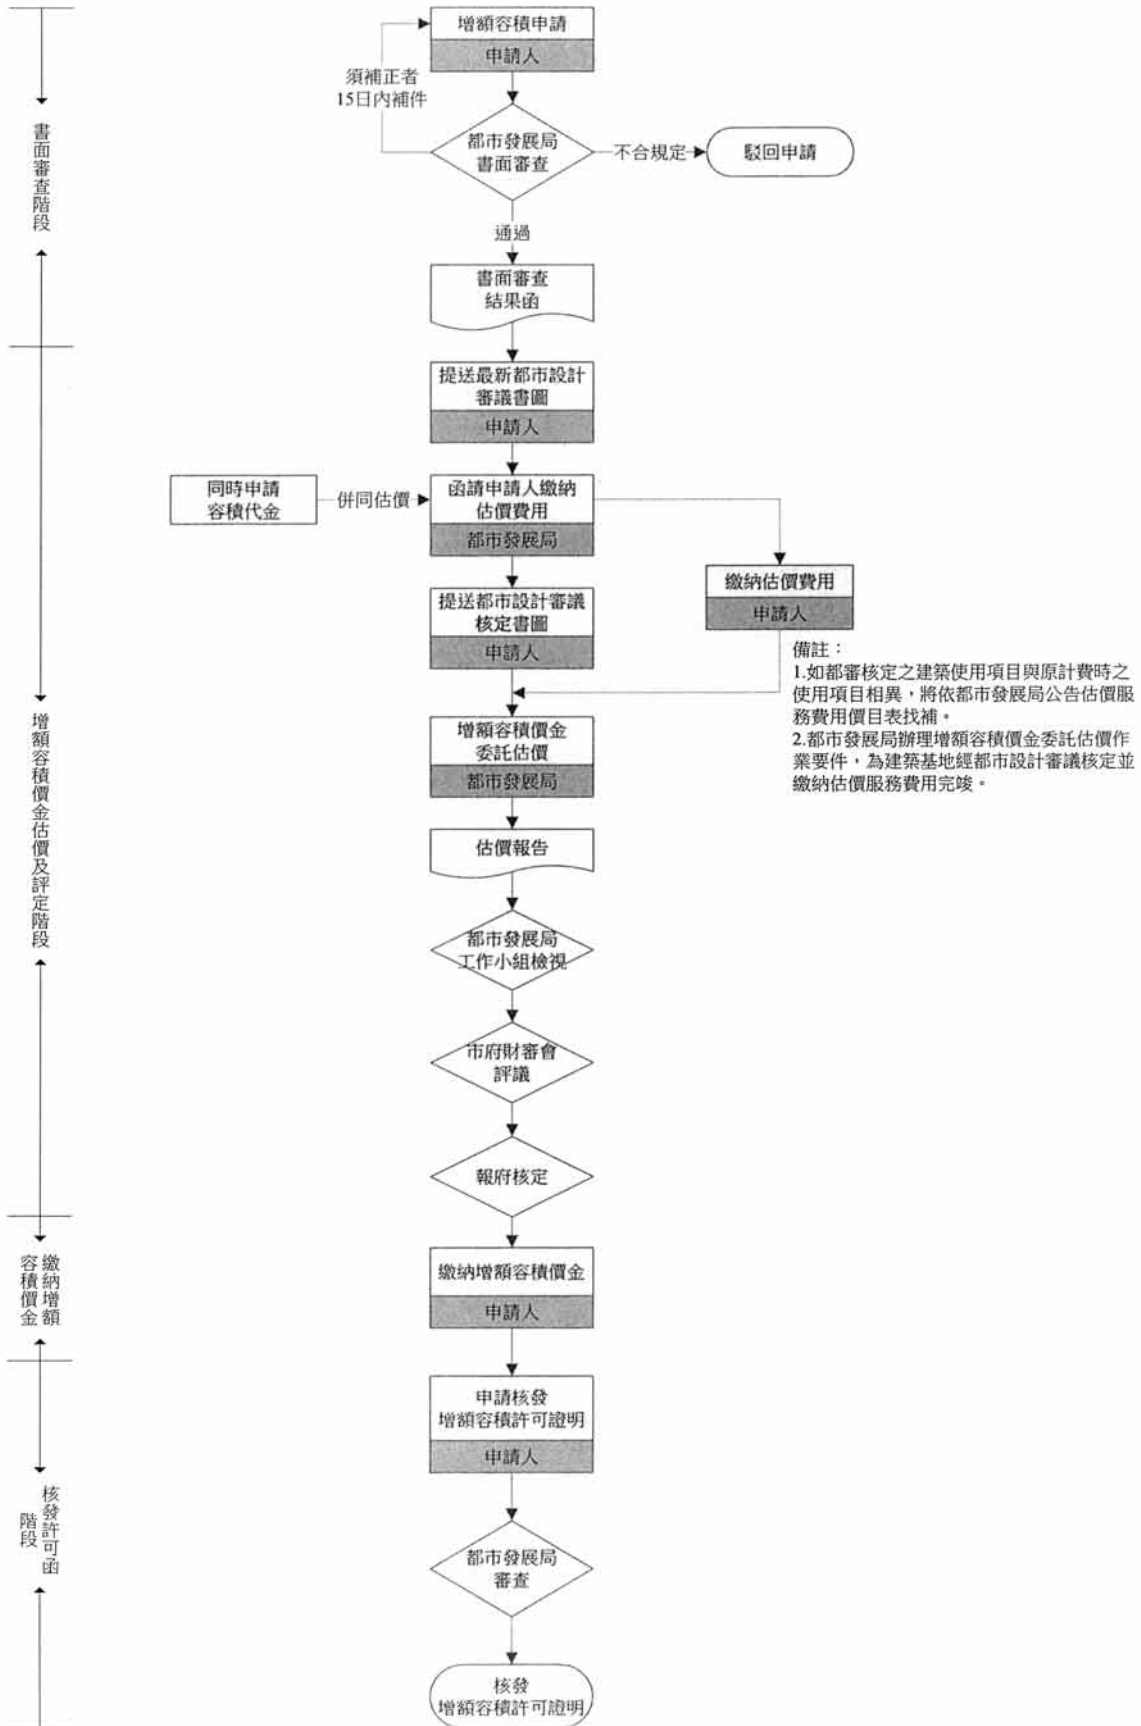 增額容積申請
申請人
須補正者
15日內補件
都市發展局
書面審查
不合規定
駁回申請
通過
書面審查
結果函
書面審查階段
提送最新都市設計
審議書圖
申請人
同時申請
容積代金
併同估價
函請申請人繳納
估價費用
都市發展局
繳納估價費用
申請人
提送都市設計審議
核定書圖
申請人
備註：
1.如都審核定之建築使用項目與原計費時之
使用項目相異，將依都市發展局公告估價服
務費用價目表找補。
2.都市發展局辦理增額容積價金委託估價作
業要件，為建築基地經都市設計審議核定並
繳納估價服務費用完竣。
增額容積價金
委託估價
都市發展局
估價報告
都市發展局
工作小組檢視
市府財審會
評議
報府核定
增額容積價金估價及評定階段
繳納增額容積價金
申請人
繳納增額
容積價金
申請核發
增額容積許可證明
申請人
都市發展局
審查
核發許可函
階段
核發
增額容積許可證明